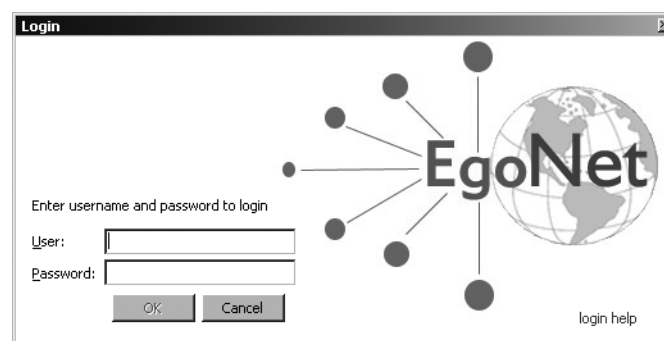 Login
EgoNet
Enter username and password to login
User:
Password:
OK
Cancel
login help